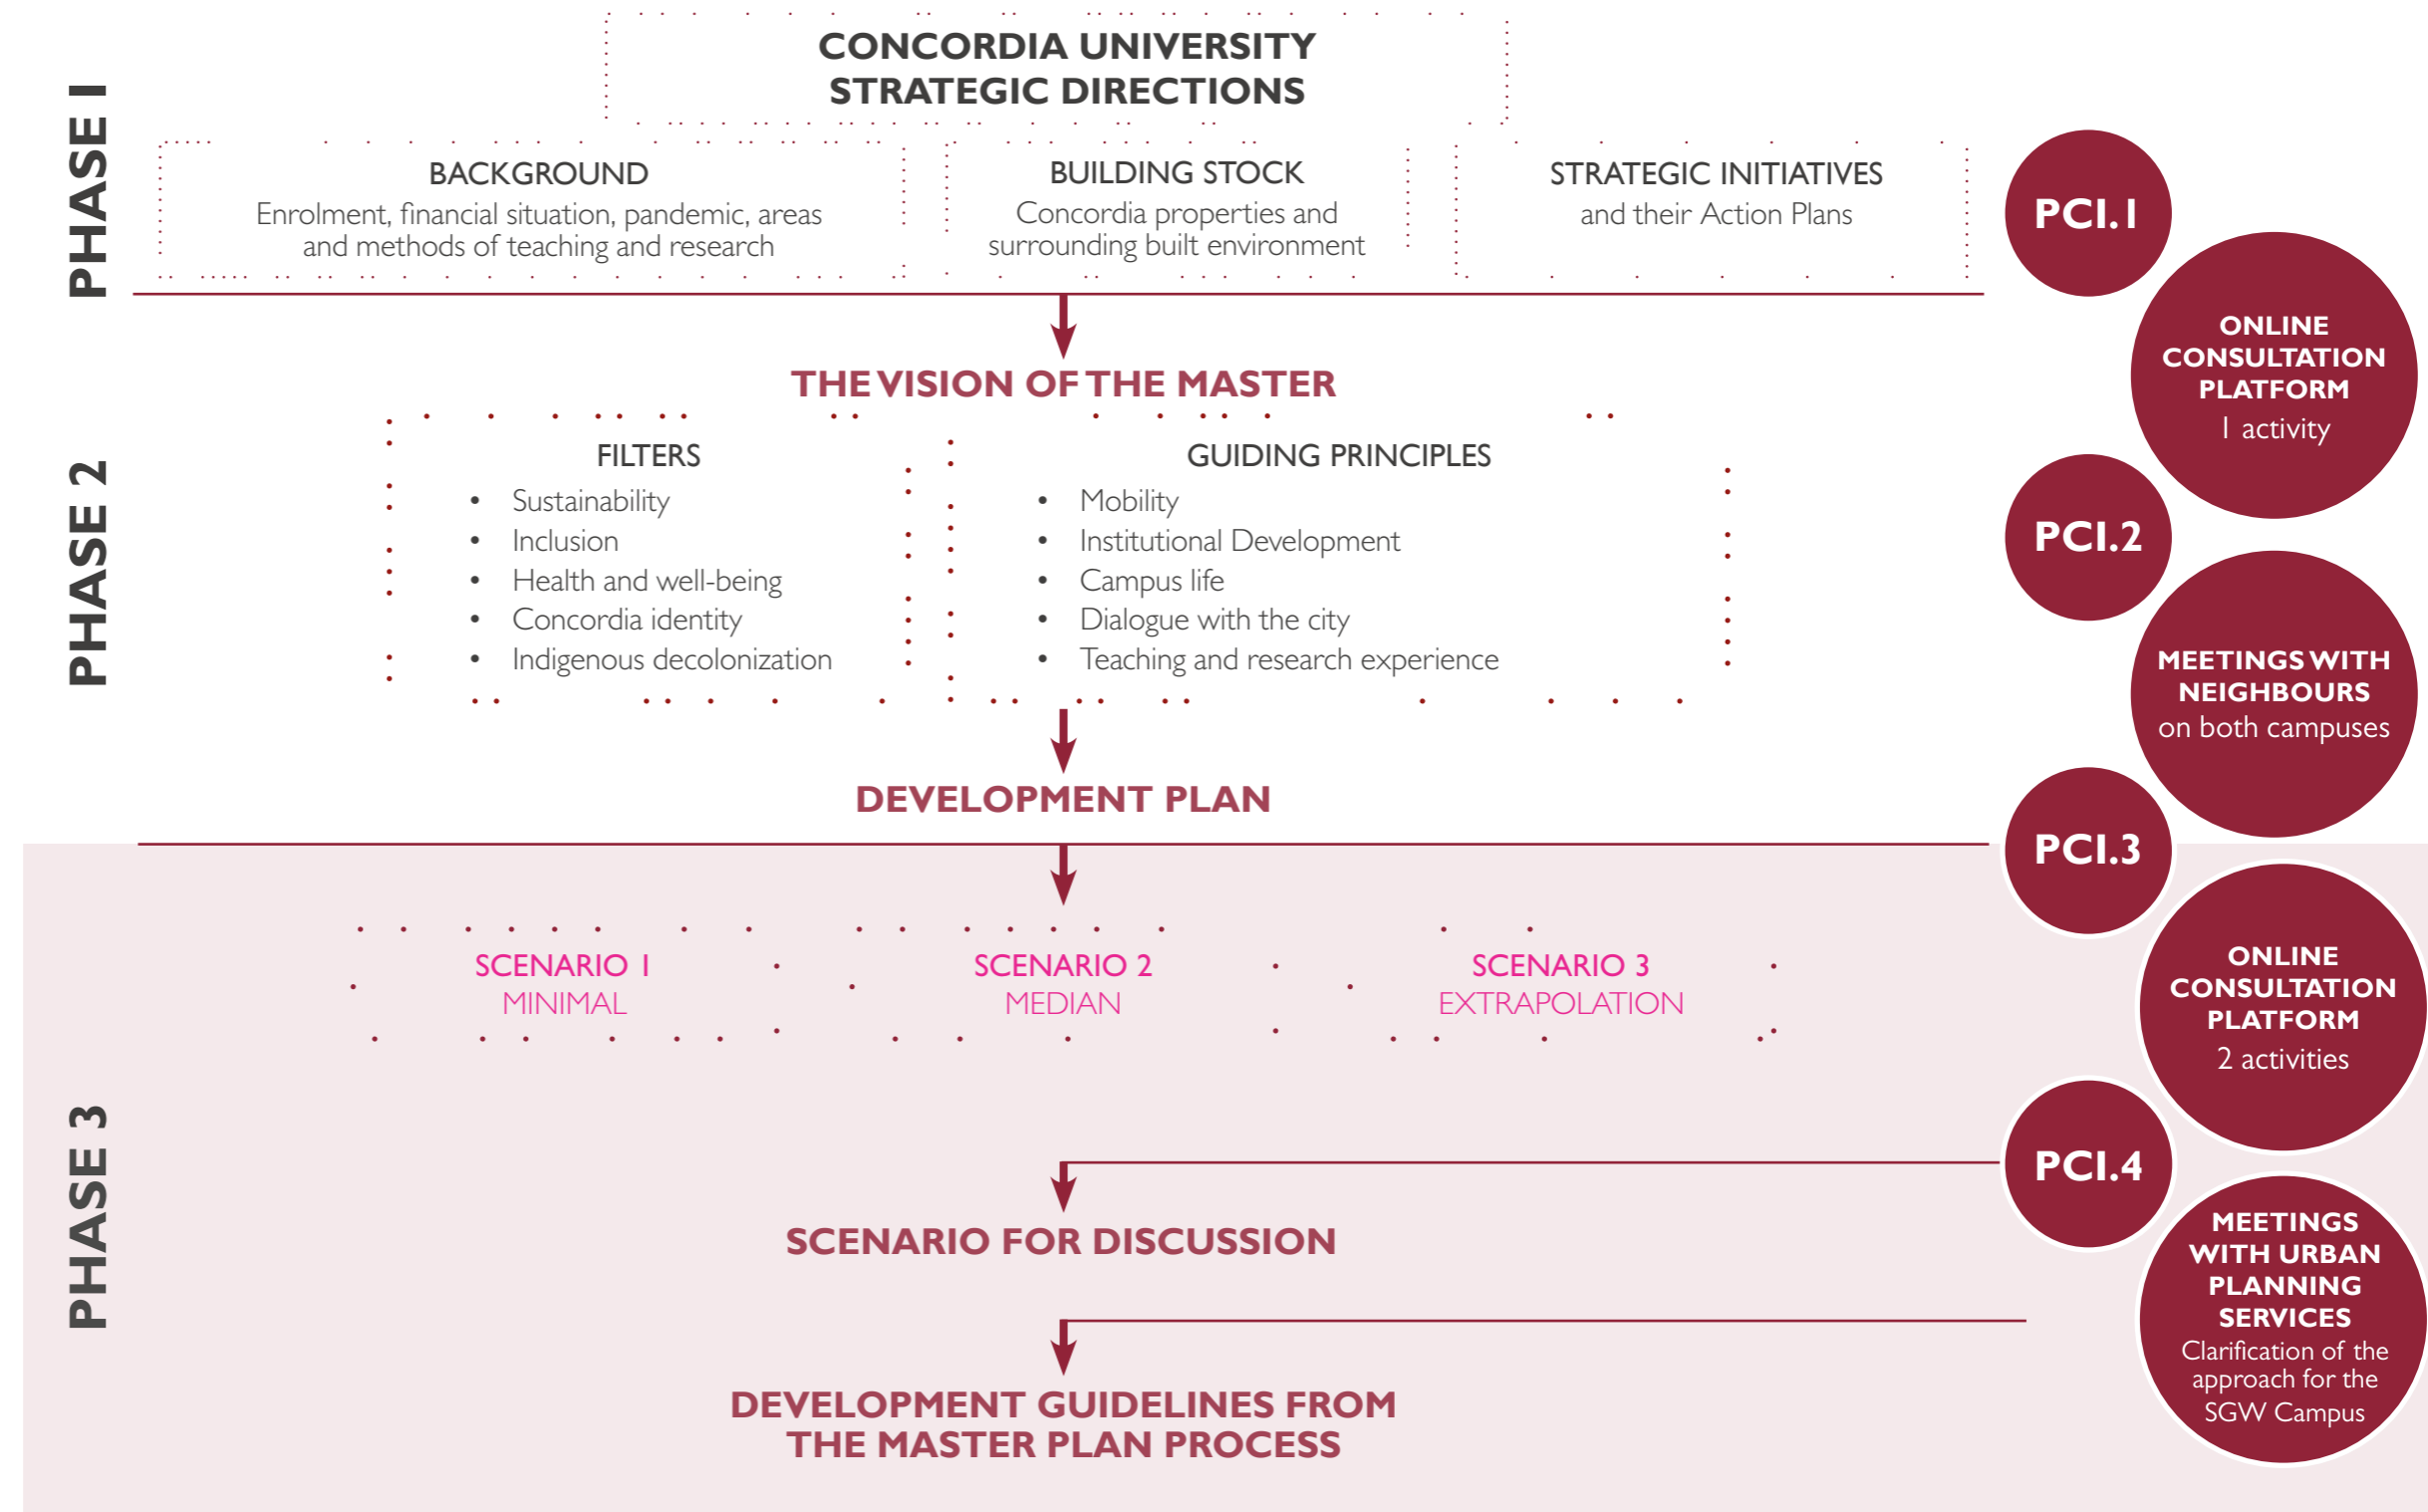 PHASE 1
CONCORDIA UNIVERSITY
STRATEGIC DIRECTIONS
BACKGROUND
Enrolment, financial situation, pandemic, areas
and methods of teaching and research
BUILDING STOCK
Concordia properties and
surrounding built environment
STRATEGIC INITIATIVES
and their Action Plans
PCI.1
ONLINE
CONSULTATION
PLATFORM
1 activity
PHASE 2
THE VISION OF THE MASTER
FILTERS
• Sustainability
• Inclusion
• Health and well-being
• Concordia identity
• Indigenous decolonization
GUIDING PRINCIPLES
• Mobility
• Institutional Development
• Campus life
• Dialogue with the city
• Teaching and research experience
PCI.2
MEETINGS WITH
NEIGHBOURS
on both campuses
DEVELOPMENT PLAN
PCI.3
PHASE 3
SCENARIO 1
MINIMAL
SCENARIO 2
MEDIAN
SCENARIO 3
EXTRAPOLATION
ONLINE
CONSULTATION
PLATFORM
2 activities
PCI.4
SCENARIO FOR DISCUSSION
MEETINGS
WITH URBAN
PLANNING
SERVICES
Clarification of the
approach for the
SGW Campus
DEVELOPMENT GUIDELINES FROM
THE MASTER PLAN PROCESS